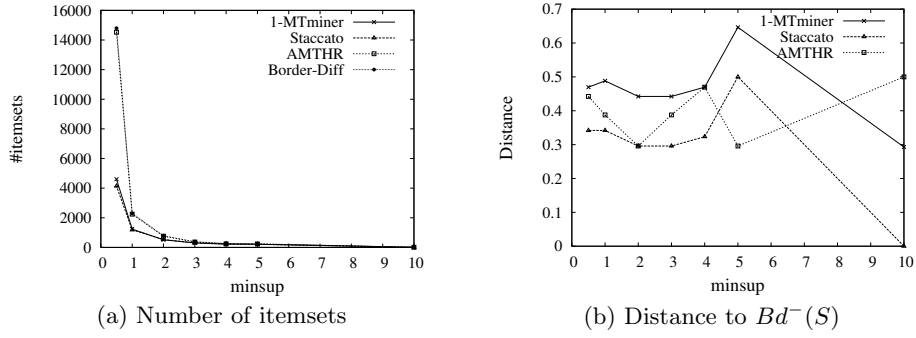 16000
14000
12000
10000
8000
6000
4000
2000
0
#itemsets
1-MTminer
Staccato
AMTHR
Border-Diff
0 1 2 3 4 5 6 7 8 9 10
minsup
(a) Number of itemsets
0.7
0.6
0.5
0.4
0.3
0.2
0.1
0
Distance
1-MTminer
Staccato
AMTHR
0 1 2 3 4 5 6 7 8 9 10
minsup
(b) Distance to Bd⁻(S)